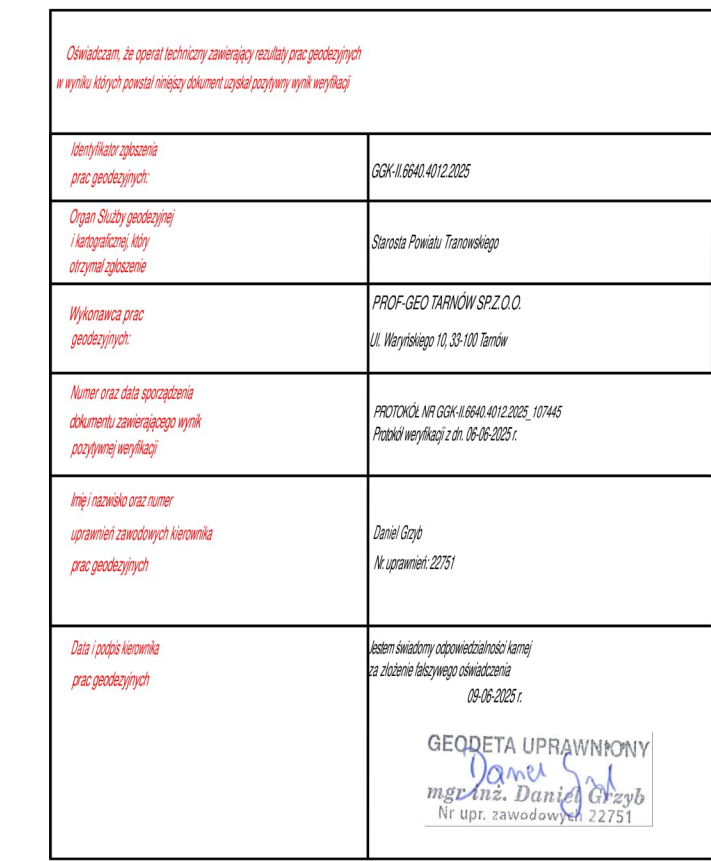 Oświadczam, że operat techniczny zawierający rezultaty prac geodezyjnych
w wyniku których powstał niniejszy dokument uzyskał pozytywny wynik weryfikacji
Identyfikator zgłoszenia
prac geodezyjnych:
GGK-II.6640.4012.2025
Organ Służby geodezyjnej
i kartograficznej, który
otrzymał zgłoszenie
Starosta Powiatu Tranowskiego
Wykonawca prac
geodezyjnych:
PROF-GEO TARNÓW SP.Z.O.O.
Ul. Waryńskiego 10, 33-100 Tarnów
Numer oraz data sporządzenia
dokumentu zawierającego wynik
pozytywnej weryfikacji
PROTOKÓŁ NR GGK-II.6640.4012.2025_107445
Protokół weryfikacji z dn. 06-06-2025 r.
Imię i nazwisko oraz numer
uprawnień zawodowych kierownika
prac geodezyjnych
Daniel Grzyb
Nr. uprawnień: 22751
Data i podpis kierownika
prac geodezyjnych
Jestem świadomy odpowiedzialności karnej
za złożenie fałszywego oświadczenia
09-06-2025 r.
GEODETA UPRAWNIONY
mgr inż. Daniel Grzyb
Nr upr. zawodowych 22751